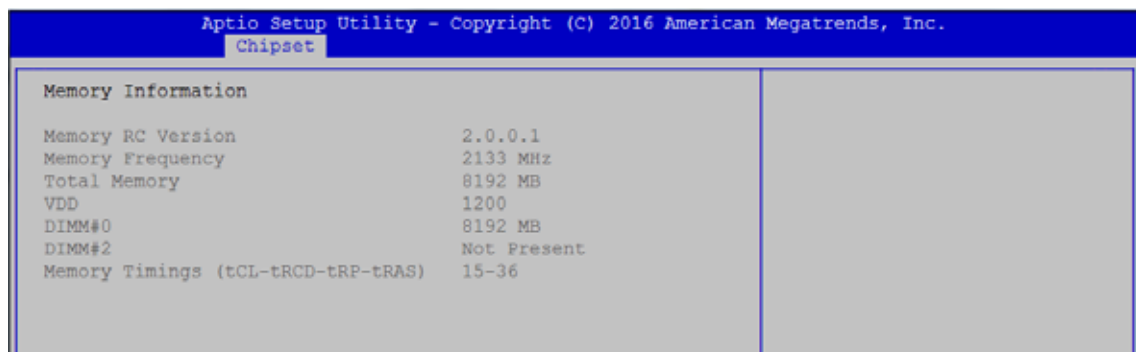 Aptio Setup Utility - Copyright (C) 2016 American Megatrends, Inc.
Chipset
Memory Information
Memory RC Version 2.0.0.1
Memory Frequency 2133 MHz
Total Memory 8192 MB
VDD 1200
DIMM#0 8192 MB
DIMM#2 Not Present
Memory Timings (tCL-tRCD-tRP-tRAS) 15-36